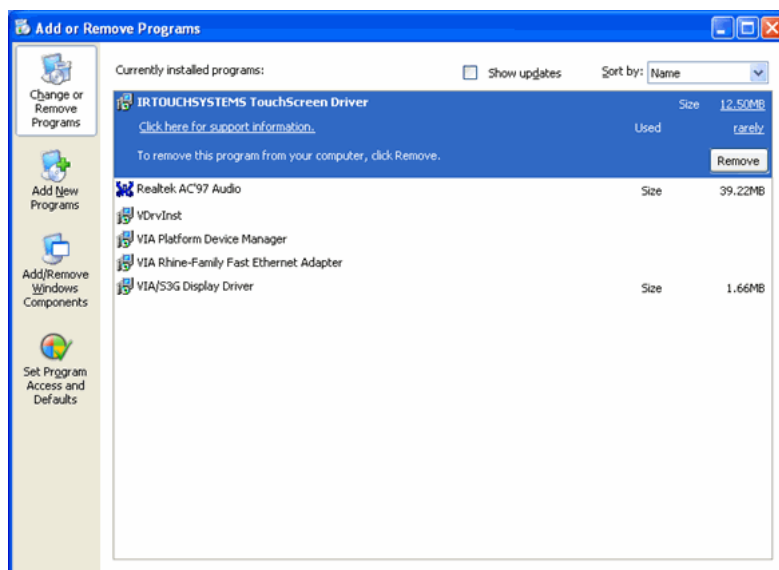 Add or Remove Programs
Change or
Remove
Programs
Add New
Programs
Add/Remove
Windows
Components
Set Program
Access and
Defaults
Currently installed programs:
Show updates
Sort by: Name
IRTOUCHSYSTEMS TouchScreen Driver Size 12.50MB
Click here for support information. Used rarely
To remove this program from your computer, click Remove. Remove
Realtek AC'97 Audio Size 39.22MB
VDrvInst
VIA Platform Device Manager
VIA Rhine-Family Fast Ethernet Adapter
VIA/S3G Display Driver Size 1.66MB